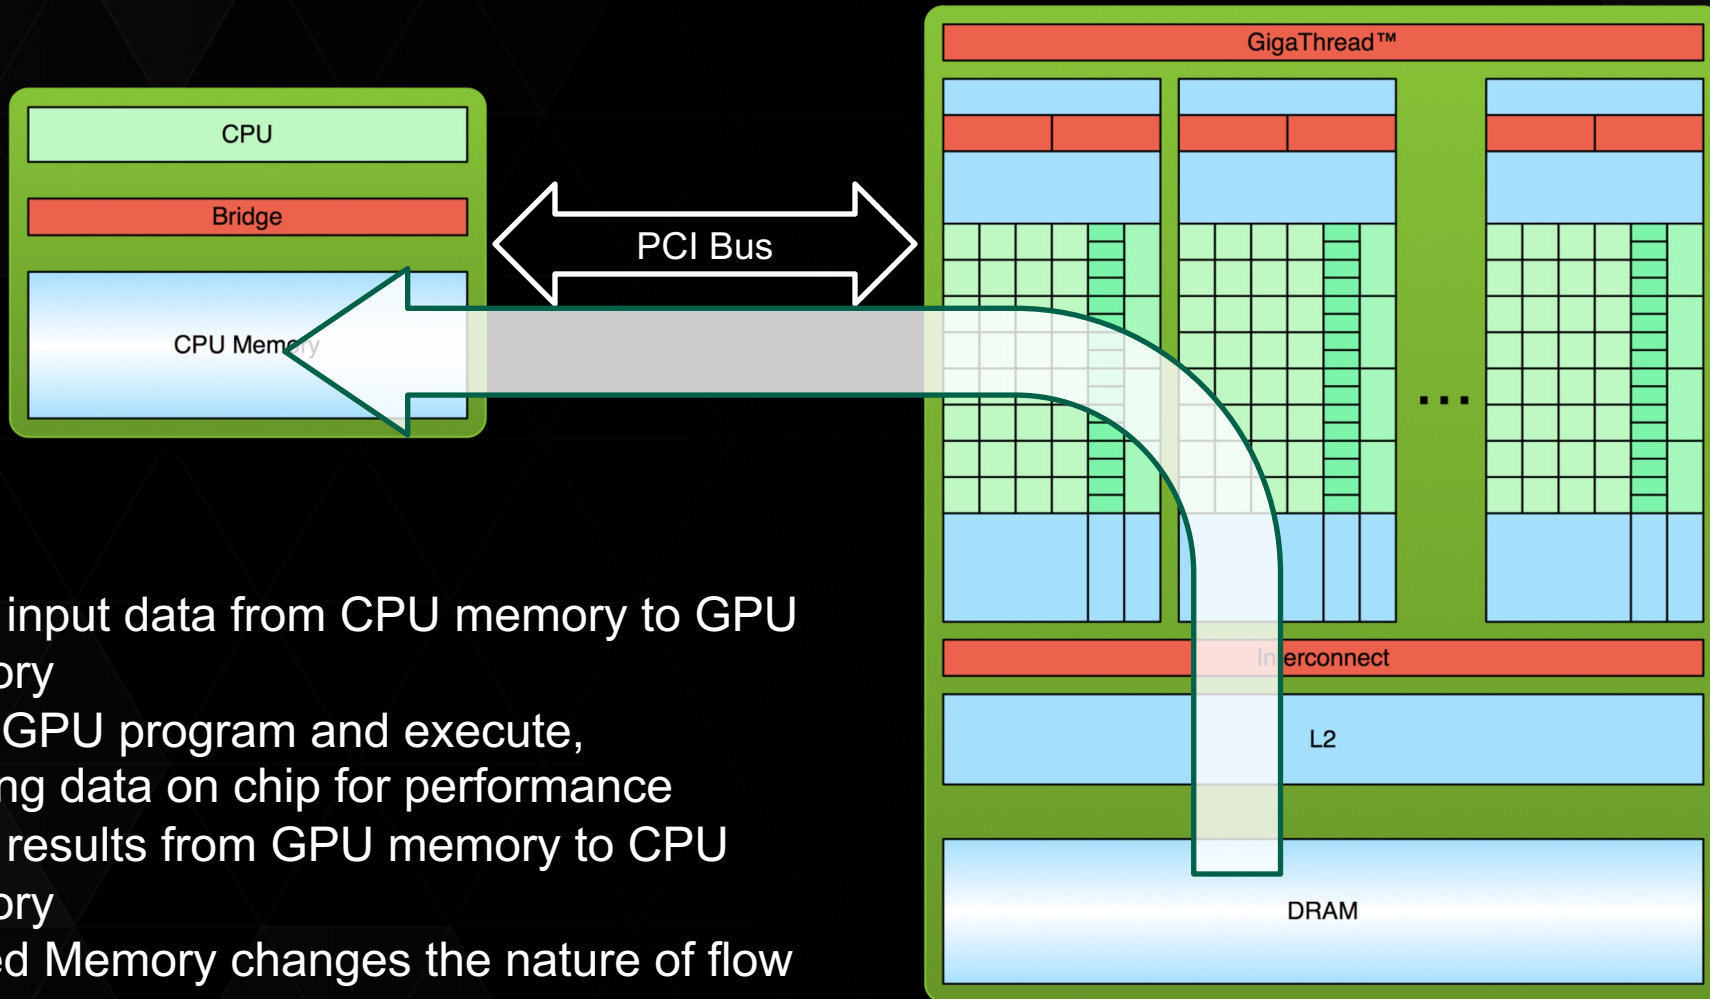 GigaThread™
CPU
Bridge
PCI Bus
CPU Memory
...
input data from CPU memory to GPU
ory
GPU program and execute,
ng data on chip for performance
results from GPU memory to CPU
ory
ed Memory changes the nature of flow
Interconnect
L2
DRAM